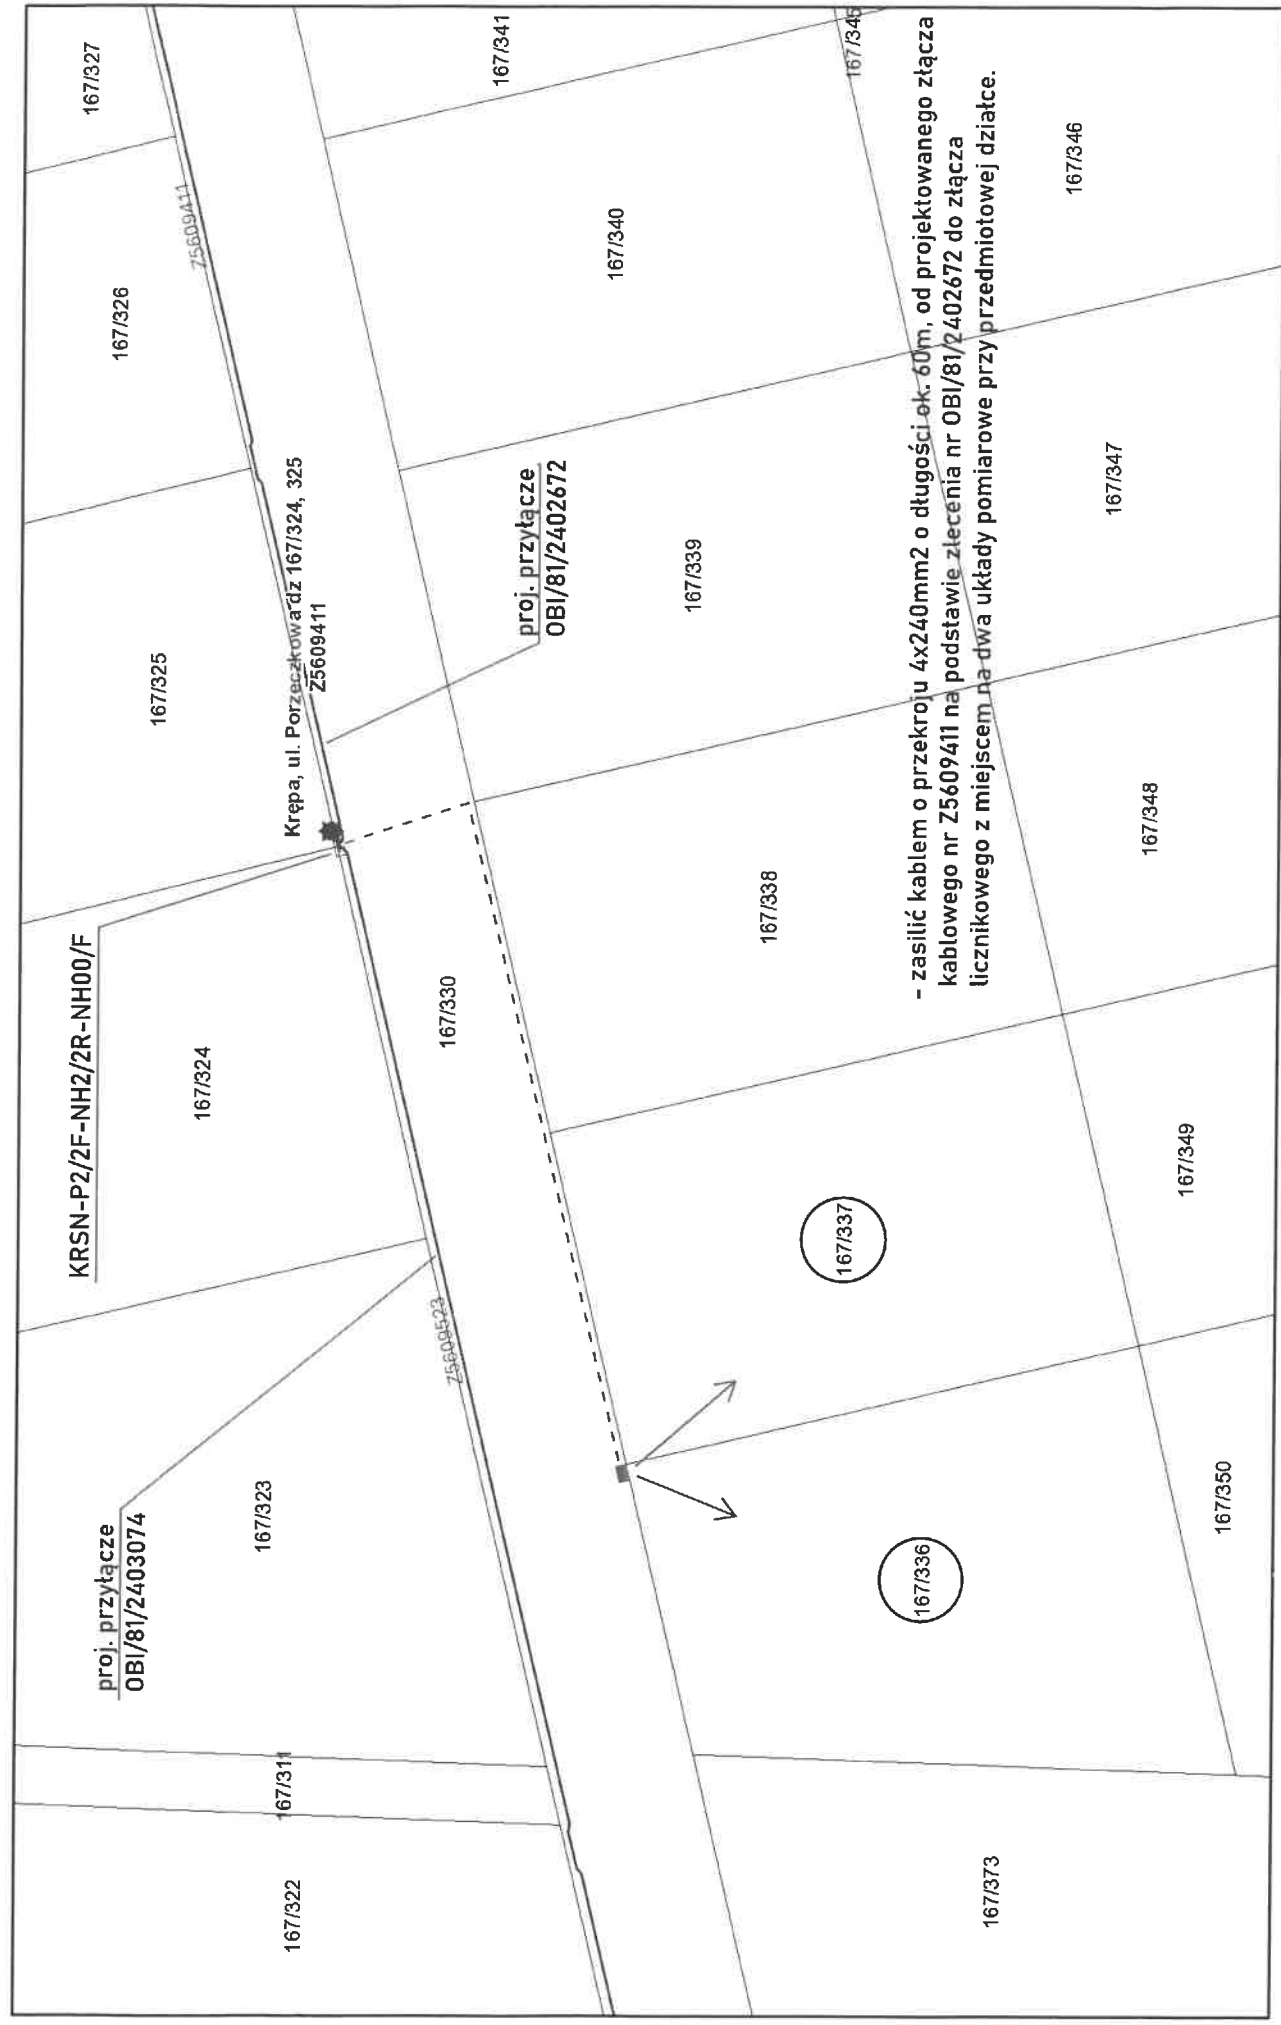 167/322
167/311
167/323
167/324
167/325
167/326
167/327
proj. przyłącze
OBI/81/2403074
KRSN-P2/2F-NH2/2R-NH00/F
Krępa, ul. Porzeczkowa dz 167/324, 325
Z5609411
Z5609411
Z5609523
167/330
proj. przyłącze
OBI/81/2402672
167/373
167/336
167/337
167/338
167/339
167/340
167/341
- zasilić kablem o przekroju 4x240mm2 o długości ok. 60m, od projektowanego złącza
kablowego nr Z5609411 na podstawie zlecenia nr OBI/81/2402672 do złącza
licznikowego z miejscem na dwa układy pomiarowe przy przedmiotowej działce.
167/350
167/349
167/348
167/347
167/346
167/345